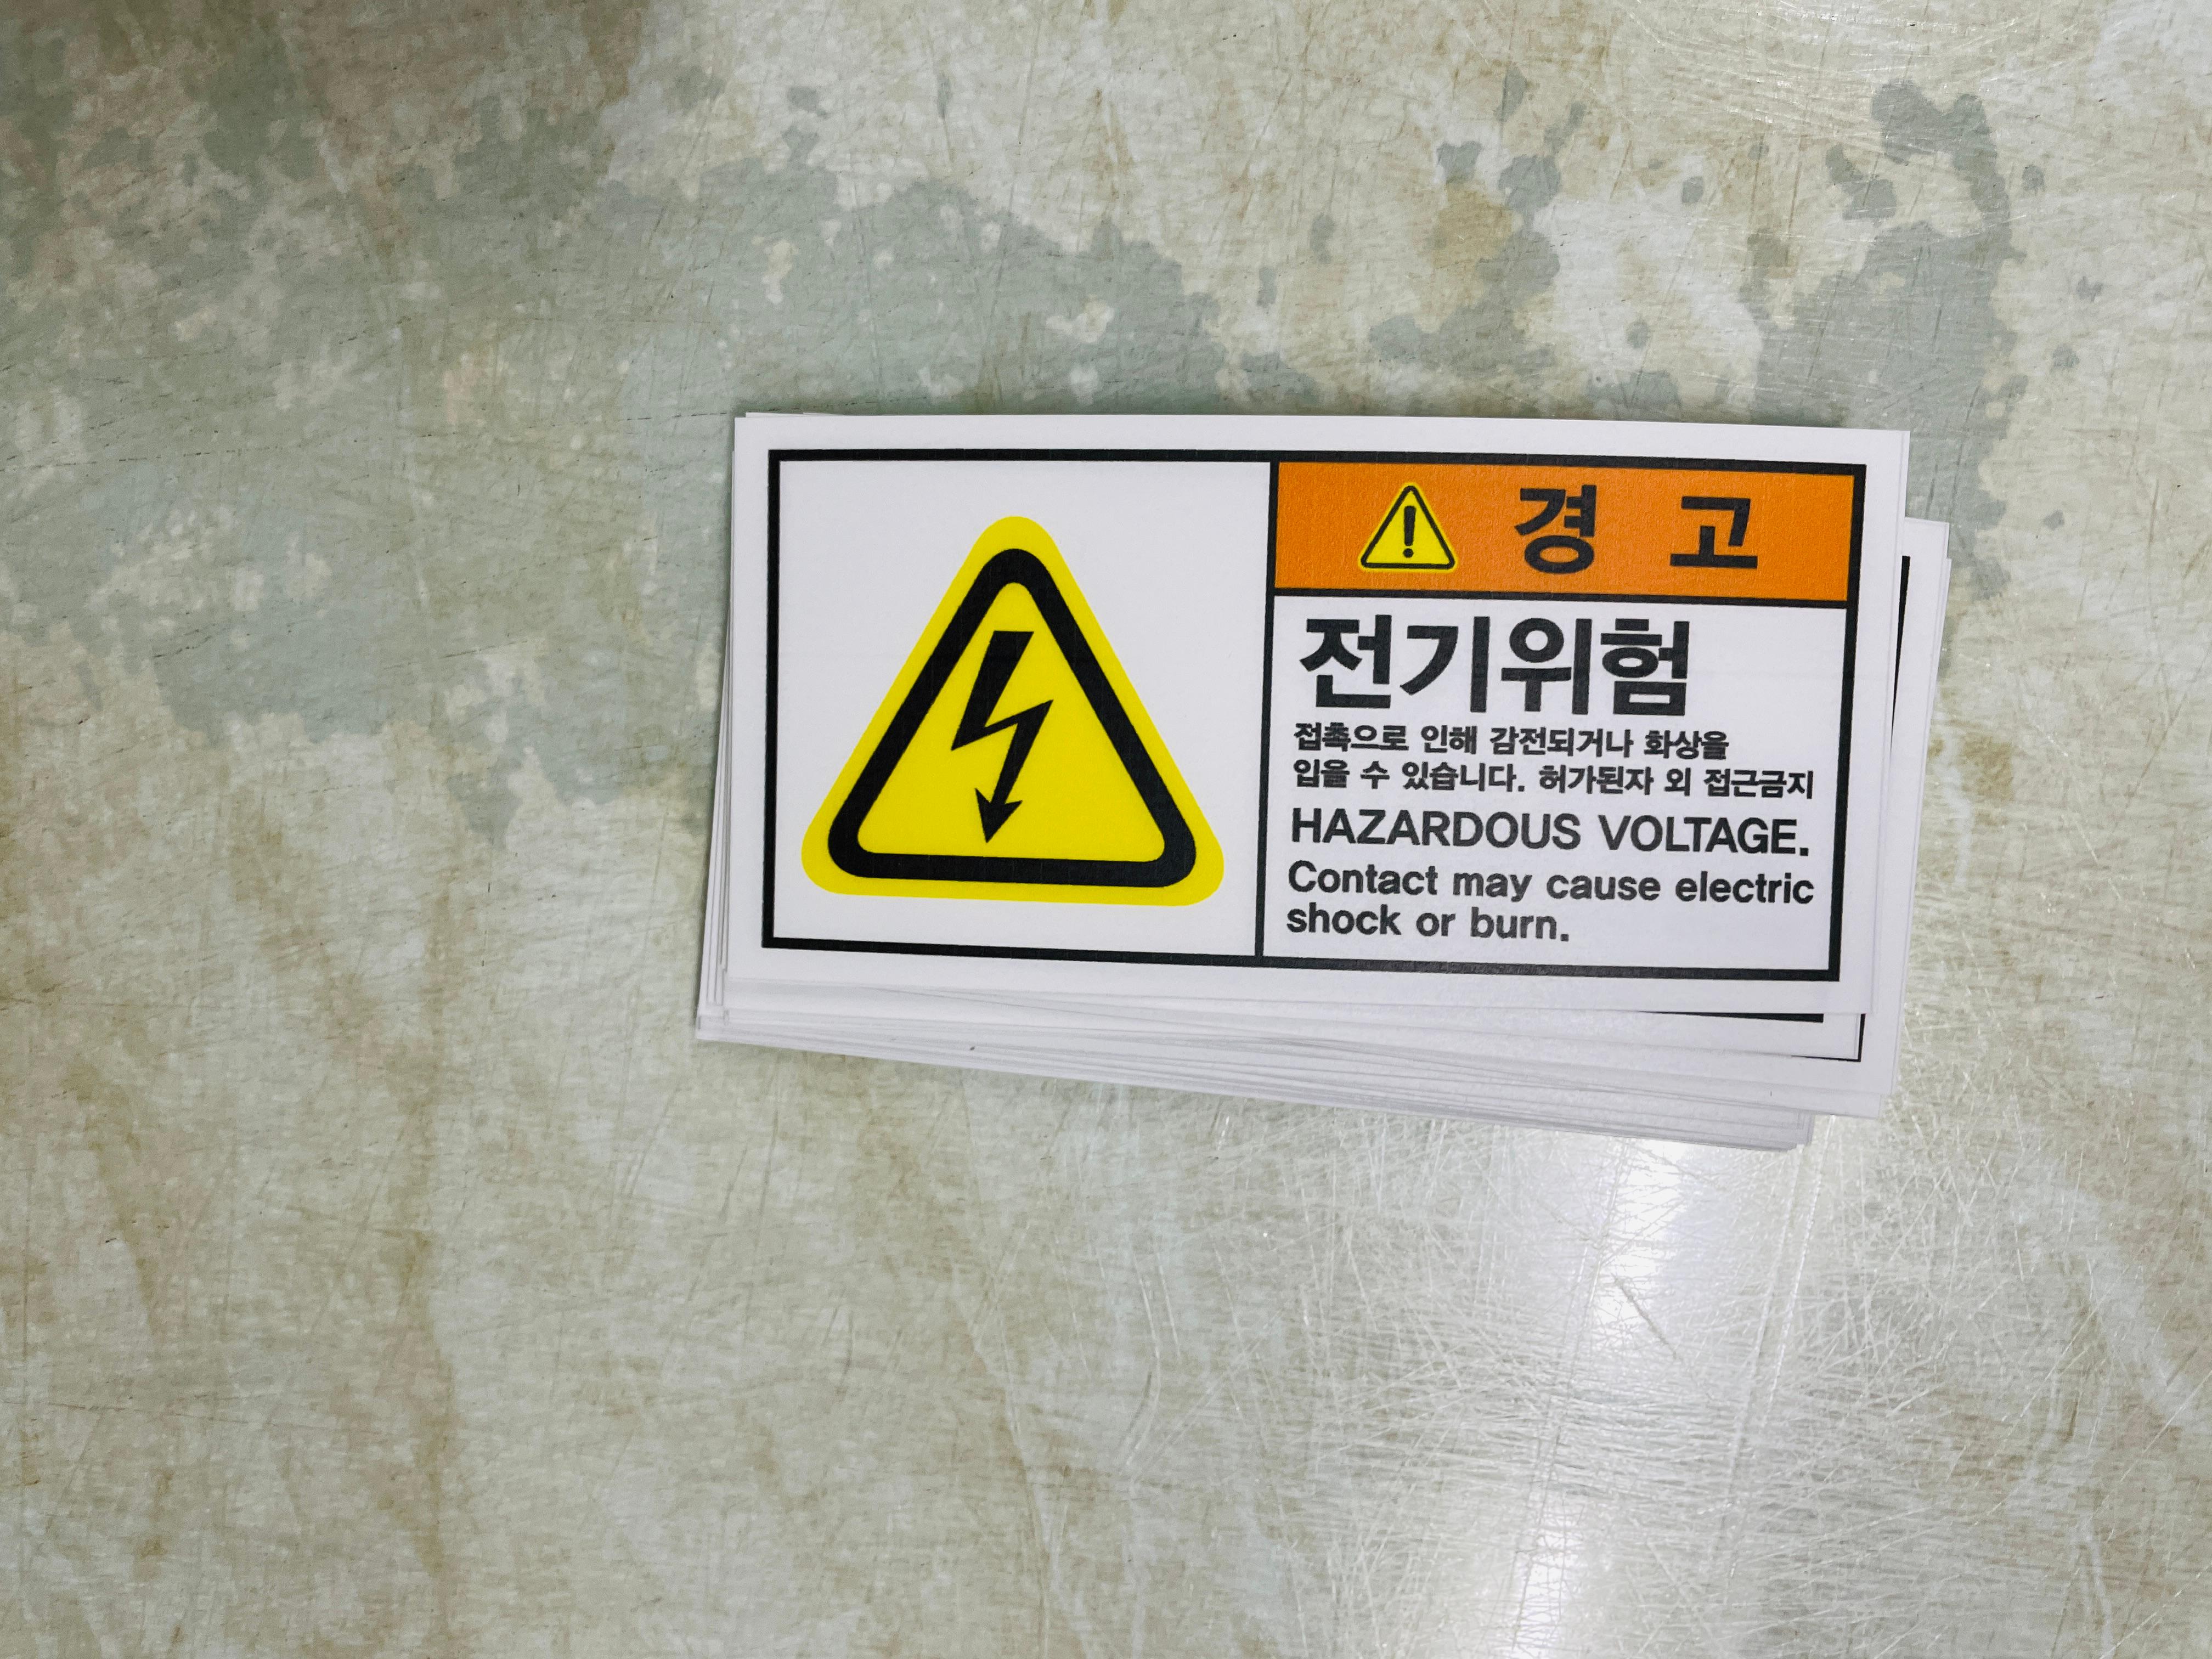 경 고
전기위험
접촉으로 인해 감전되거나 화상을
입을 수 있습니다. 허가된자 외 접근금지
HAZARDOUS VOLTAGE.
Contact may cause electric
shock or burn.